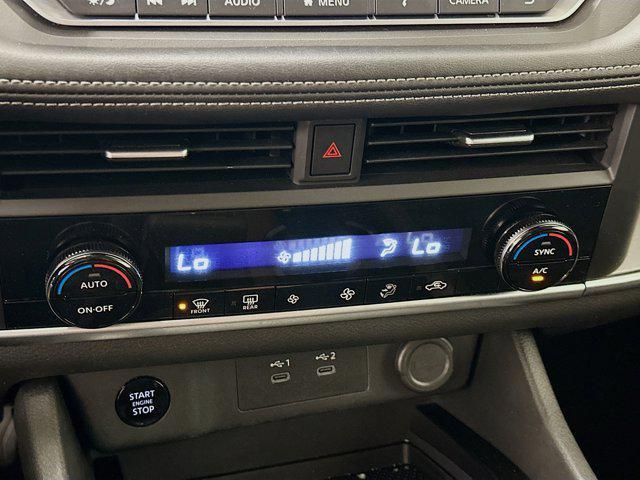 AUDIO
MENU
CAMERA
Lo
Lo
AUTO
ON·OFF
SYNC
A/C
FRONT
REAR
1
2
START
ENGINE
STOP